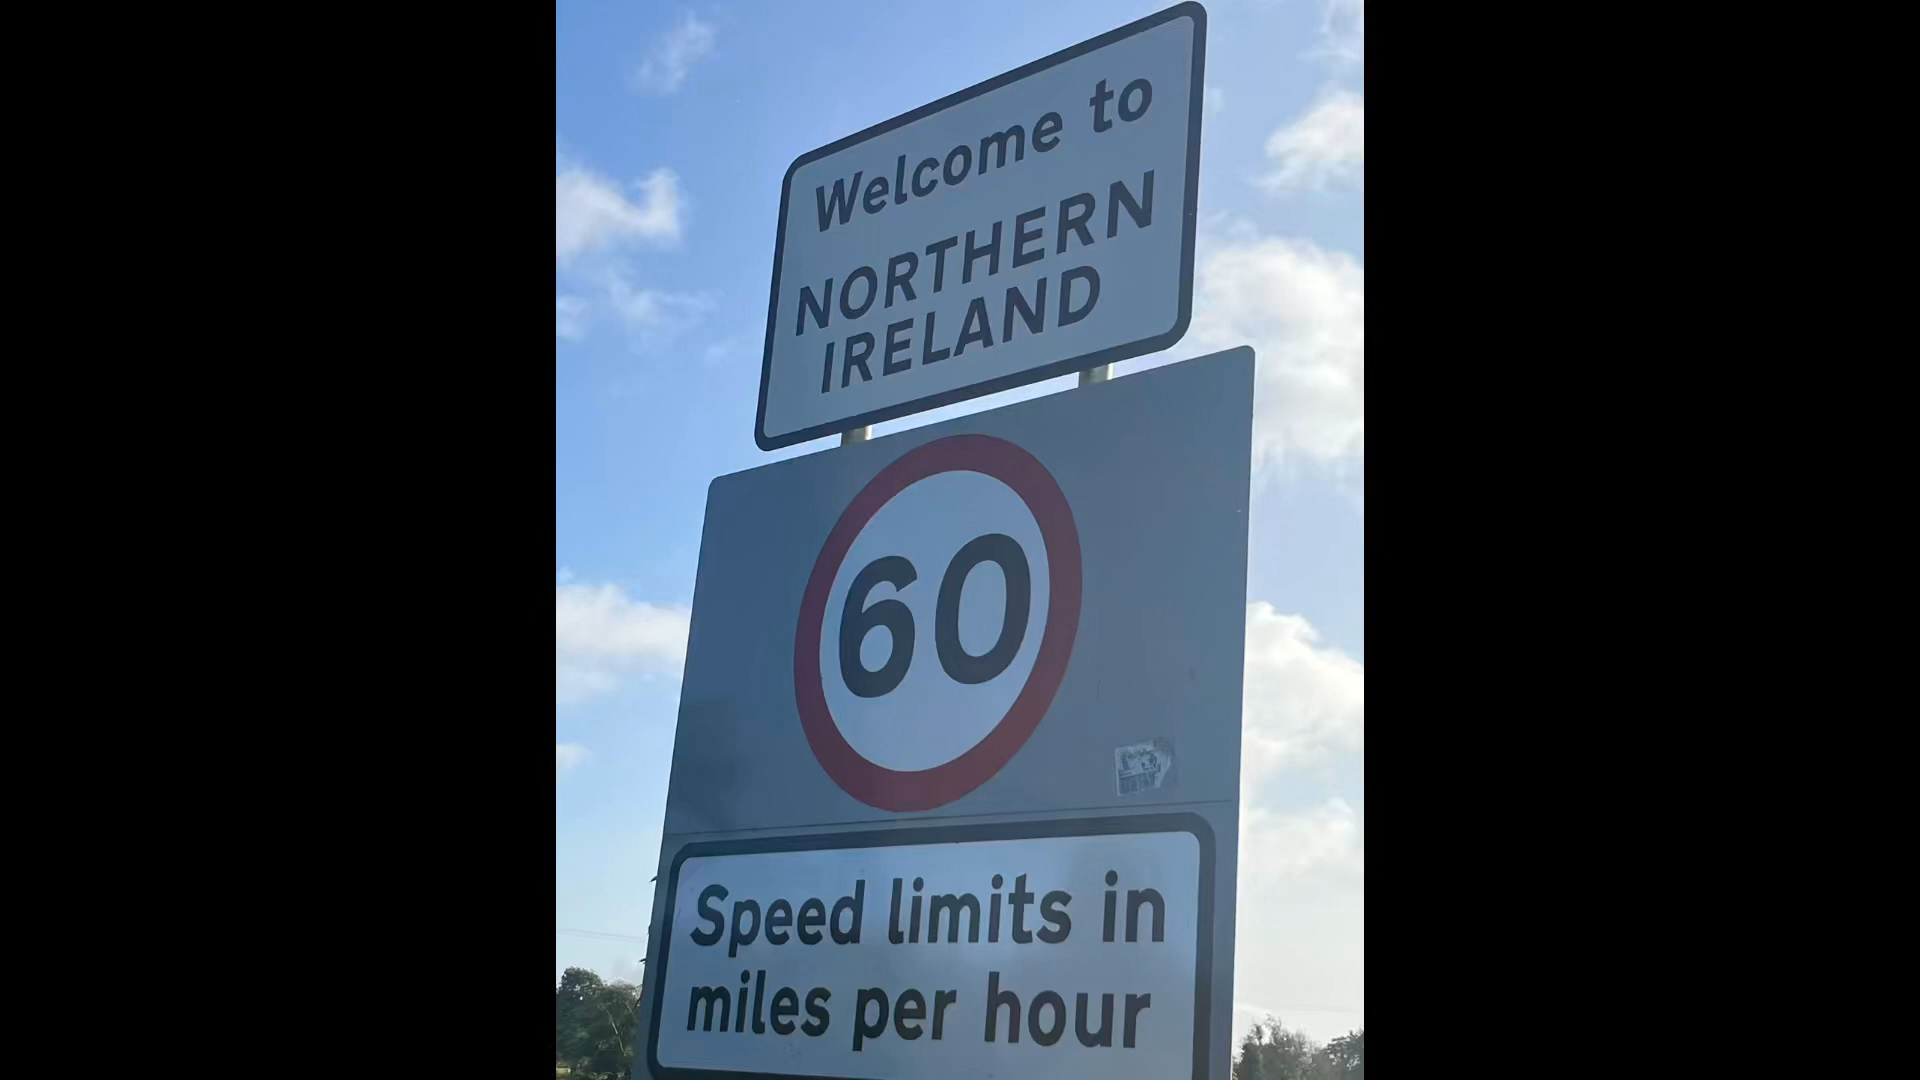 Welcome to
NORTHERN
IRELAND
60
Speed limits in
miles per hour